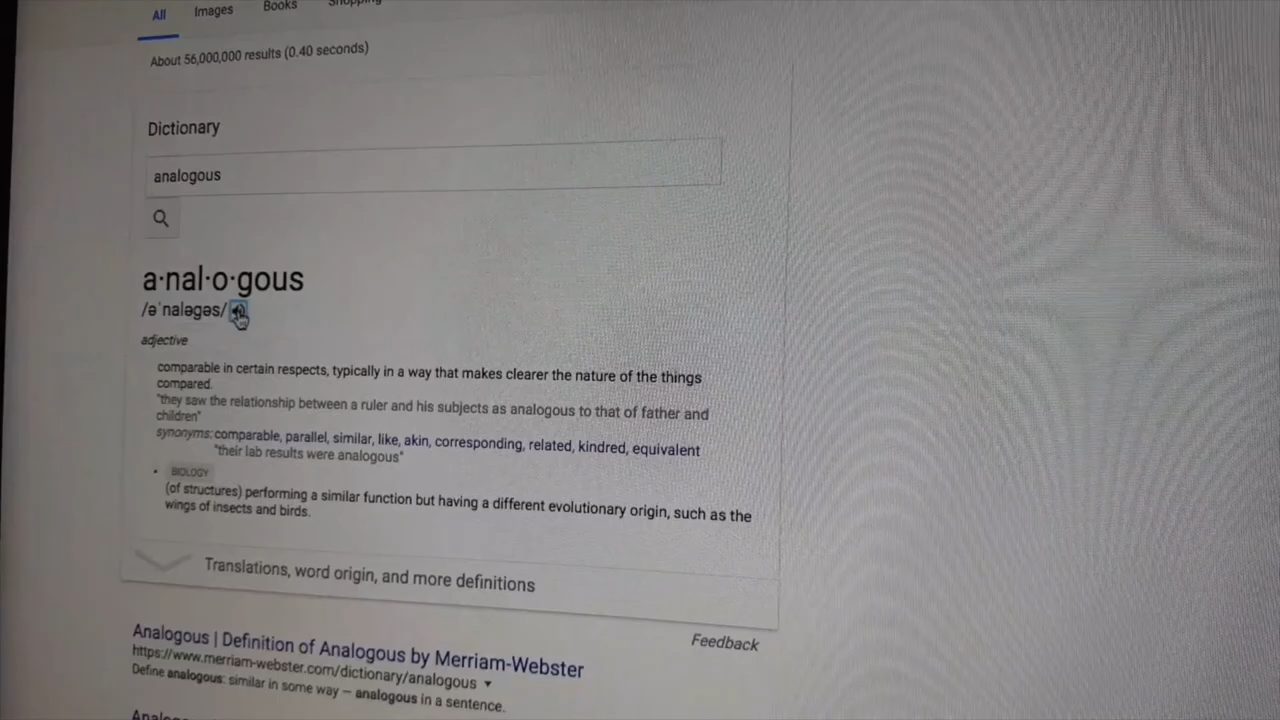 All Images Books Shopping
About 56,000,000 results (0.40 seconds)
Dictionary
analogous
a·nal·o·gous
/əˈnaləgəs/
adjective
comparable in certain respects, typically in a way that makes clearer the nature of the things
compared.
"they saw the relationship between a ruler and his subjects as analogous to that of father and
children"
synonyms: comparable, parallel, similar, like, akin, corresponding, related, kindred, equivalent
"their lab results were analogous"
• BIOLOGY
(of structures) performing a similar function but having a different evolutionary origin, such as the
wings of insects and birds.
Translations, word origin, and more definitions
Feedback
Analogous | Definition of Analogous by Merriam-Webster
https://www.merriam-webster.com/dictionary/analogous
Define analogous: similar in some way — analogous in a sentence.